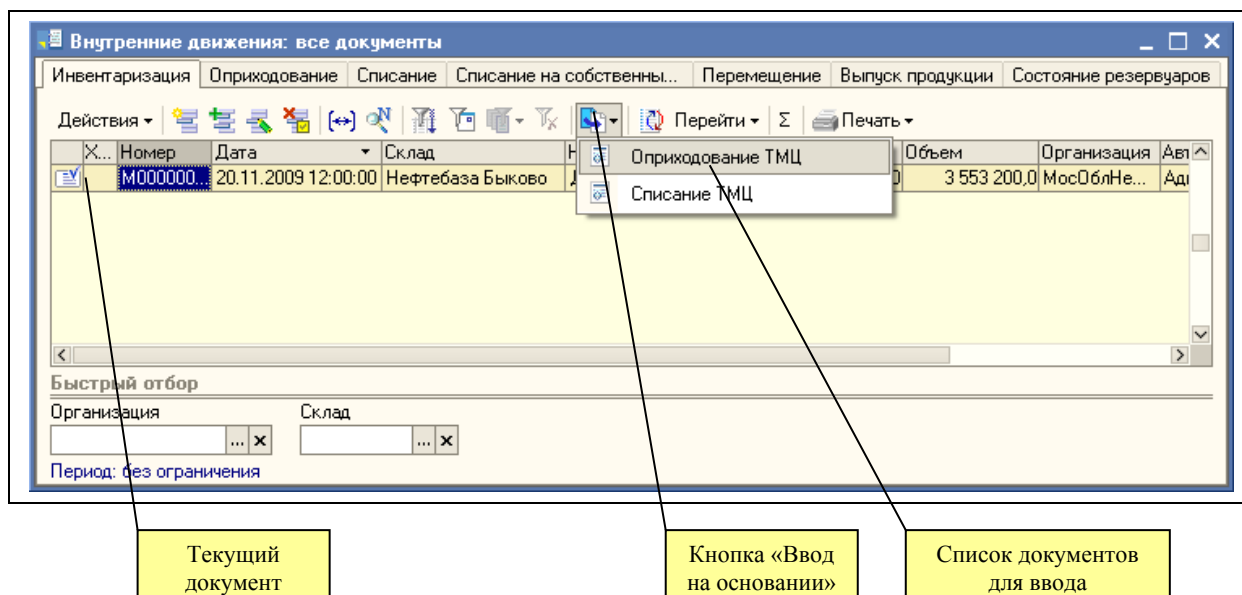 Внутренние движения: все документы
Инвентаризация Оприходование Списание Списание на собственны... Перемещение Выпуск продукции Состояние резервуаров
Действия Перейти Σ Печать
Х... Номер Дата Склад Объем Организация
Оприходование ТМЦ
М000000... 20.11.2009 12:00:00 Нефтебаза Быково 3 553 200,0 МосОблНе...
Списание ТМЦ
Быстрый отбор
Организация Склад
... x ... x
Период: без ограничения
Текущий Кнопка «Ввод Список документов
документ на основании» для ввода